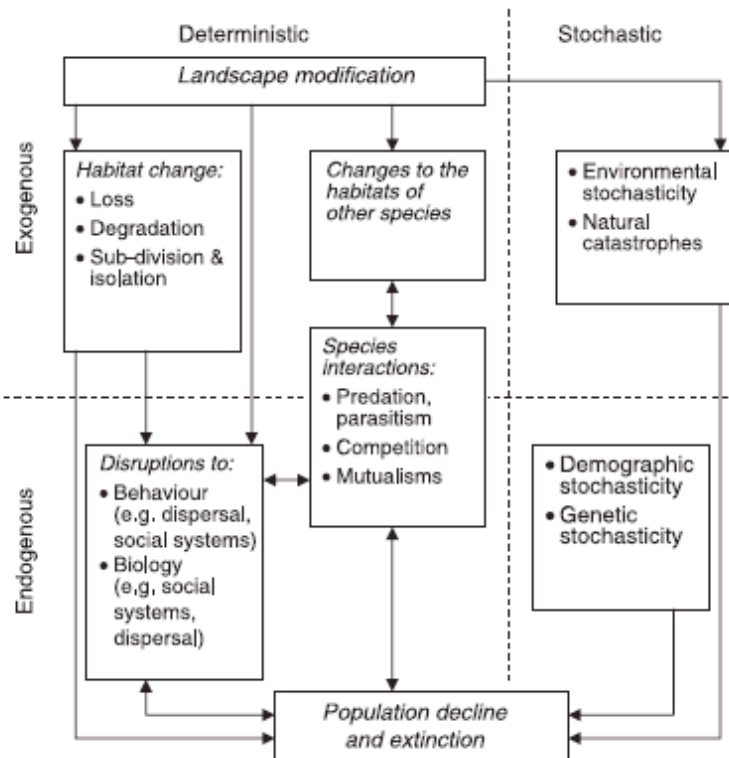 Deterministic
Stochastic
Landscape modification
Exogenous
Habitat change:
• Loss
• Degradation
• Sub-division &
isolation
Changes to the
habitats of
other species
• Environmental
stochasticity
• Natural
catastrophes
Species
interactions:
• Predation,
parasitism
• Competition
• Mutualisms
Endogenous
Disruptions to:
• Behaviour
(e.g. dispersal,
social systems)
• Biology
(e.g. social
systems,
dispersal)
• Demographic
stochasticity
• Genetic
stochasticity
Population decline
and extinction